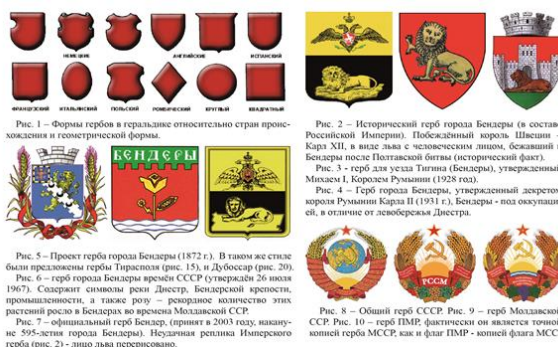 НЕМЕЦКИЕ
АНГЛИЙСКИЕ
ИСПАНСКИЙ
ФРАНЦУЗСКИЙ ИТАЛЬЯНСКИЙ ПОЛЬСКИЙ РОМБИЧЕСКИЙ КРУГЛЫЙ КВАДРАТНЫЙ
Рис. 1 – Формы гербов в геральдике относительно стран проис-
хождения и геометрической формы.
БЕНДЕРЫ
Рис. 5 – Проект герба города Бендеры (1872 г.). В таком же стиле
были предложены гербы Тирасполя (рис. 15), и Дубоссар (рис. 20).
Рис. 6 – герб города Бендеры времён СССР (утверждён 26 июля
1967). Содержит символы реки Днестр, Бендерской крепости,
промышленности, а также розу – рекордное количество этих
растений росло в Бендерах во времена Молдавской ССР.
Рис. 7 – официальный герб Бендер, (принят в 2003 году, накану-
не 595-летия города Бендеры). Неудачная реплика Имперского
герба (рис. 2) - лицо льва перерисовано.
Рис. 2 – Исторический герб города Бендеры (в составе
Российской Империи). Побеждённый король Швеции -
Карл XII, в виде льва с человеческим лицом, бежавший в
Бендеры после Полтавской битвы (исторический факт).
Рис. 3 - герб для уезда Тигина (Бендеры), утвержденный
Михаем I, Королем Румынии (1928 год).
Рис. 4 – Герб города Бендеры, утвержденный декретом
короля Румынии Карла II (1931 г.), Бендеры - под оккупаци-
ей, в отличие от левобережья Днестра.
РССМ
Рис. 8 – Общий герб СССР. Рис. 9 – герб Молдавской
ССР. Рис. 10 – герб ПМР, фактически он является точной
копией герба МССР, как и флаг ПМР - копией флага МССР